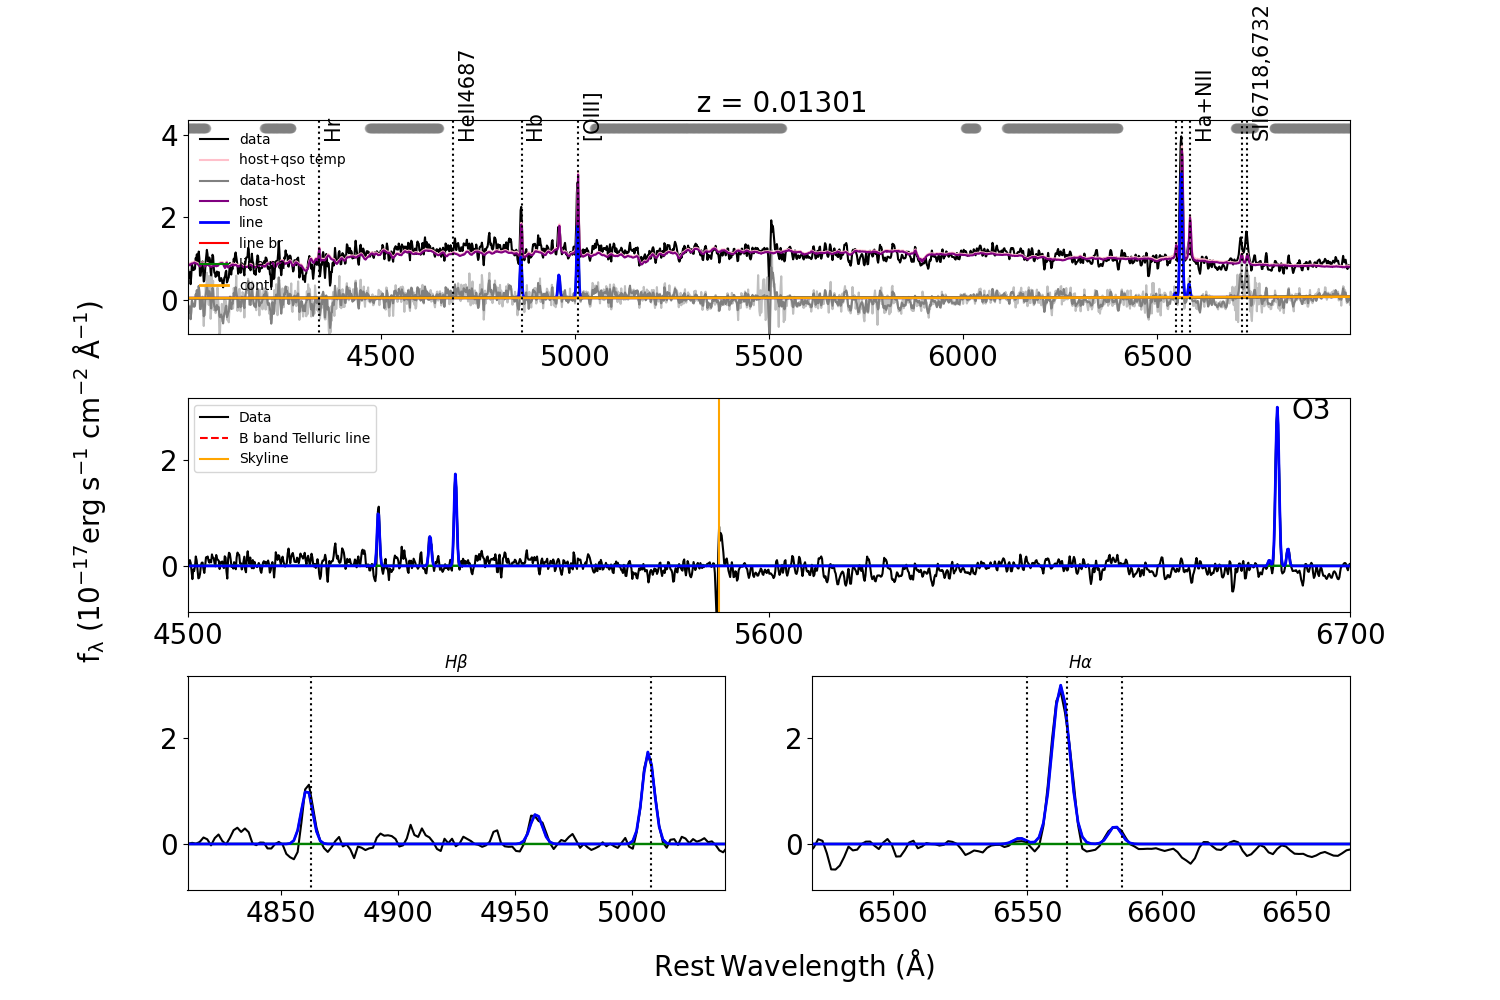 z = 0.01301
Hr
HeII4687
Hb
[OIII]
Ha+NII
SII6718,6732
data
host+qso temp
data-host
host
line
line br
cont
4
2
0
4500
5000
5500
6000
6500
fλ (10⁻¹⁷erg s⁻¹ cm⁻² Å⁻¹)
Data
B band Telluric line
Skyline
O3
2
0
4500
5600
6700
Hβ
2
0
4850
4900
4950
5000
Hα
2
0
6500
6550
6600
6650
Rest Wavelength (Å)